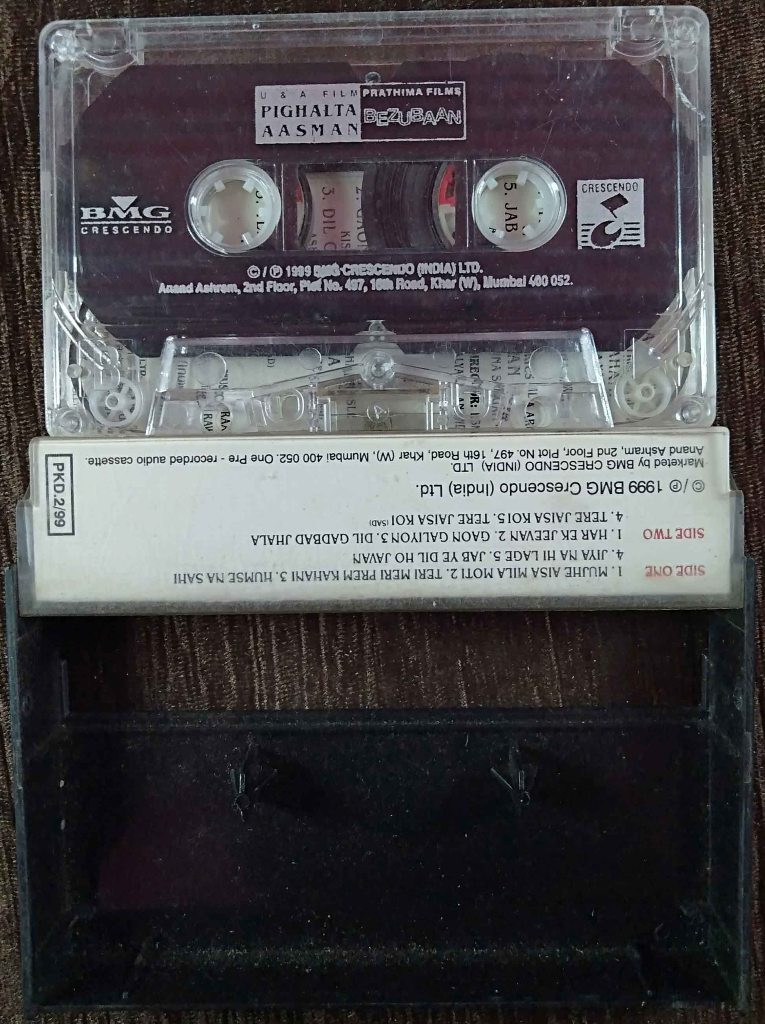 U & A FILM
PIGHALTA
AASMAN
PRATHIMA FILMS
BEZUBAAN
BMG
CRESCENDO
CRESCENDO
5. JAB
3. DIL
© / ℗ 1999 BMG CRESCENDO (INDIA) LTD.
Anand Ashram, 2nd Floor, Plot No. 497, 16th Road, Khar (W), Mumbai 400 052.
SIDE ONE
1. MUJHE AISA MILA MOTI 2. TERI MERI PREM KAHANI 3. HUMSE NA SAHI
4. JIYA NA HI LAGE 5. JAB YE DIL HO JAVAN
SIDE TWO
1. HAR EK JEEVAN 2. GAON GALIYON 3. DIL GADBAD JHALA
4. TERE JAISA KOI 5. TERE JAISA KOI (SAD)
© / ℗ 1999 BMG Crescendo (India) Ltd.
Marketed by BMG CRESCENDO (INDIA) LTD.
Anand Ashram, 2nd Floor, Plot No. 497, 16th Road, Khar (W), Mumbai 400 052. One Pre - recorded audio cassette.
PKD.2/99